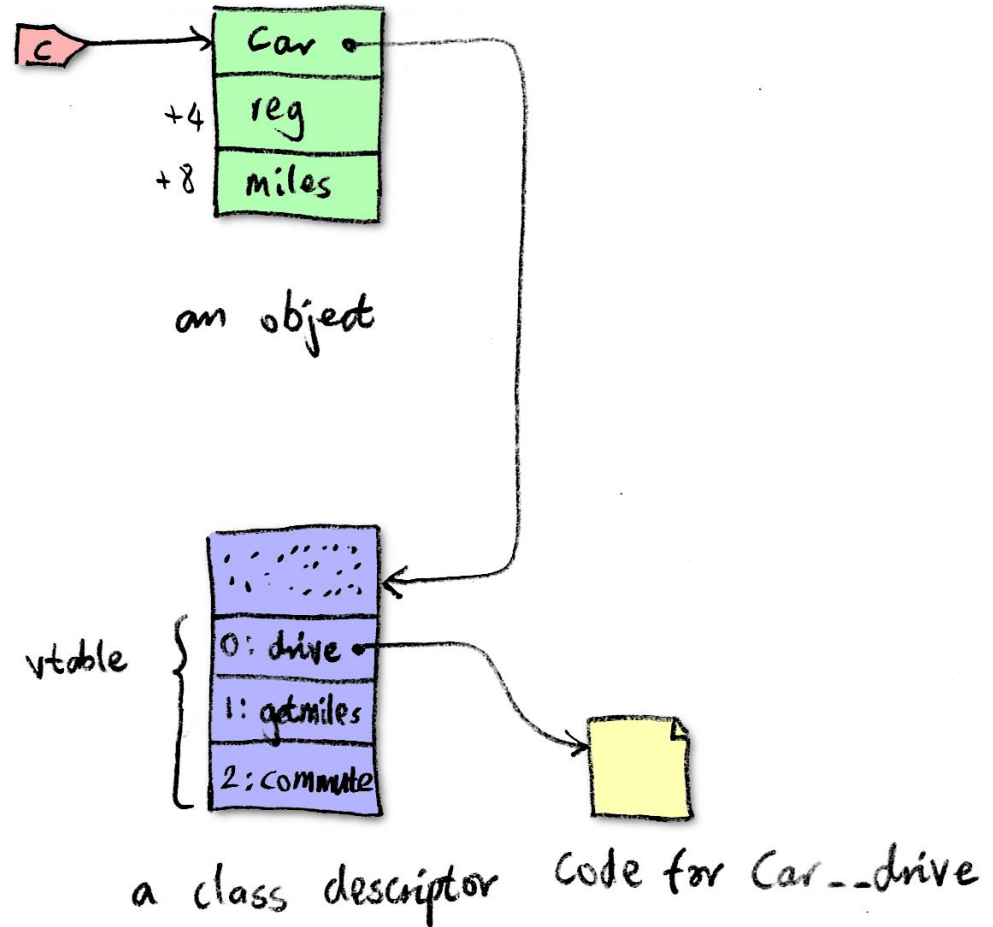 c
Car
+4 reg
+8 miles
an object
vtable
0: drive
1: getmiles
2: commute
a class descriptor
Code for Car__drive